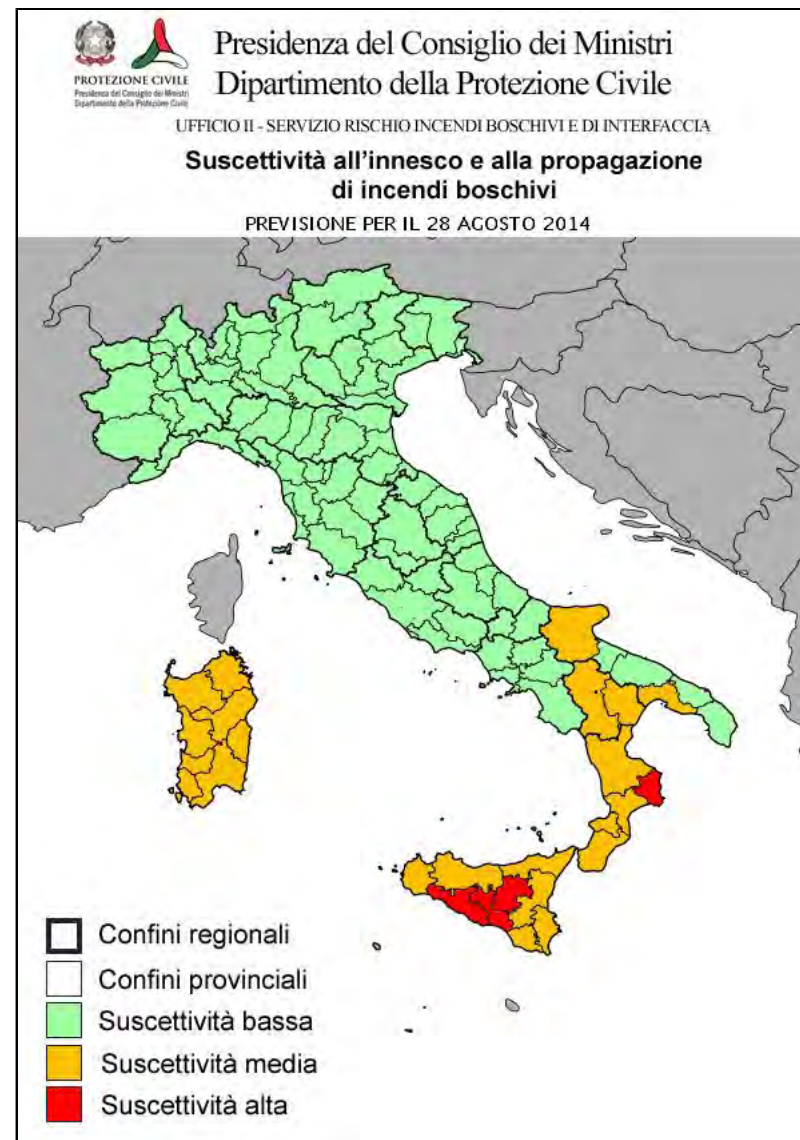 Presidenza del Consiglio dei Ministri
Dipartimento della Protezione Civile
PROTEZIONE CIVILE
Presidenza del Consiglio dei Ministri
Dipartimento della Protezione Civile
UFFICIO II - SERVIZIO RISCHIO INCENDI BOSCHIVI E DI INTERFACCIA
Suscettività all'innesco e alla propagazione
di incendi boschivi
PREVISIONE PER IL 28 AGOSTO 2014
Confini regionali
Confini provinciali
Suscettività bassa
Suscettività media
Suscettività alta